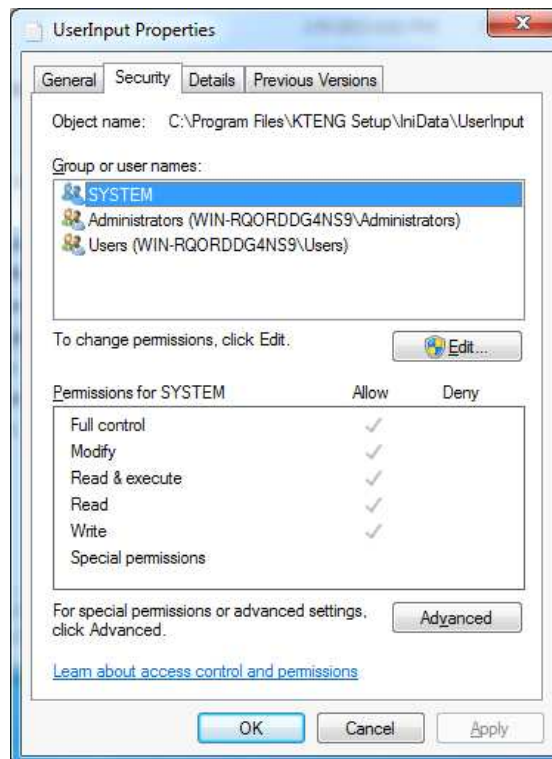 UserInput Properties
General Security Details Previous Versions
Object name: C:\Program Files\KTENG Setup\IniData\UserInput
Group or user names:
SYSTEM
Administrators (WIN-RQORDDG4NS9\Administrators)
Users (WIN-RQORDDG4NS9\Users)
To change permissions, click Edit.
Edit...
Permissions for SYSTEM Allow Deny
Full control
Modify
Read & execute
Read
Write
Special permissions
For special permissions or advanced settings,
click Advanced.
Advanced
Learn about access control and permissions
OK Cancel Apply